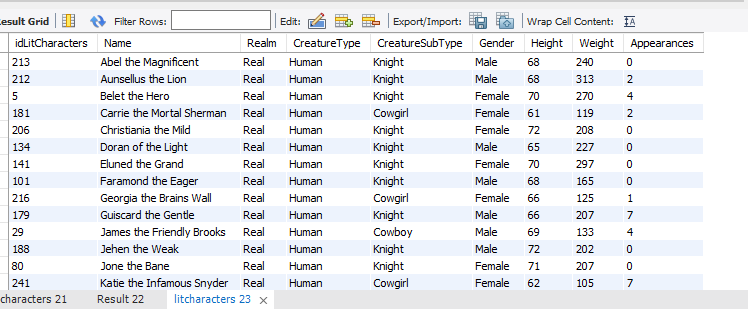 Result Grid Filter Rows: Edit: Export/Import: Wrap Cell Content:
idLitCharacters Name Realm CreatureType CreatureSubType Gender Height Weight Appearances
213 Abel the Magnificent Real Human Knight Male 68 240 0
212 Aunsellus the Lion Real Human Knight Male 68 313 2
5 Belet the Hero Real Human Knight Female 70 270 4
181 Carrie the Mortal Sherman Real Human Cowgirl Female 61 119 2
206 Christiania the Mild Real Human Knight Female 72 208 0
134 Doran of the Light Real Human Knight Male 65 227 0
141 Eluned the Grand Real Human Knight Female 70 297 0
101 Faramond the Eager Real Human Knight Male 68 165 0
216 Georgia the Brains Wall Real Human Cowgirl Female 66 125 1
179 Guiscard the Gentle Real Human Knight Male 66 207 7
29 James the Friendly Brooks Real Human Cowboy Male 69 133 4
188 Jehen the Weak Real Human Knight Male 72 202 0
80 Jone the Bane Real Human Knight Female 71 207 0
241 Katie the Infamous Snyder Real Human Cowgirl Female 62 105 7
characters 21 Result 22 litcharacters 23